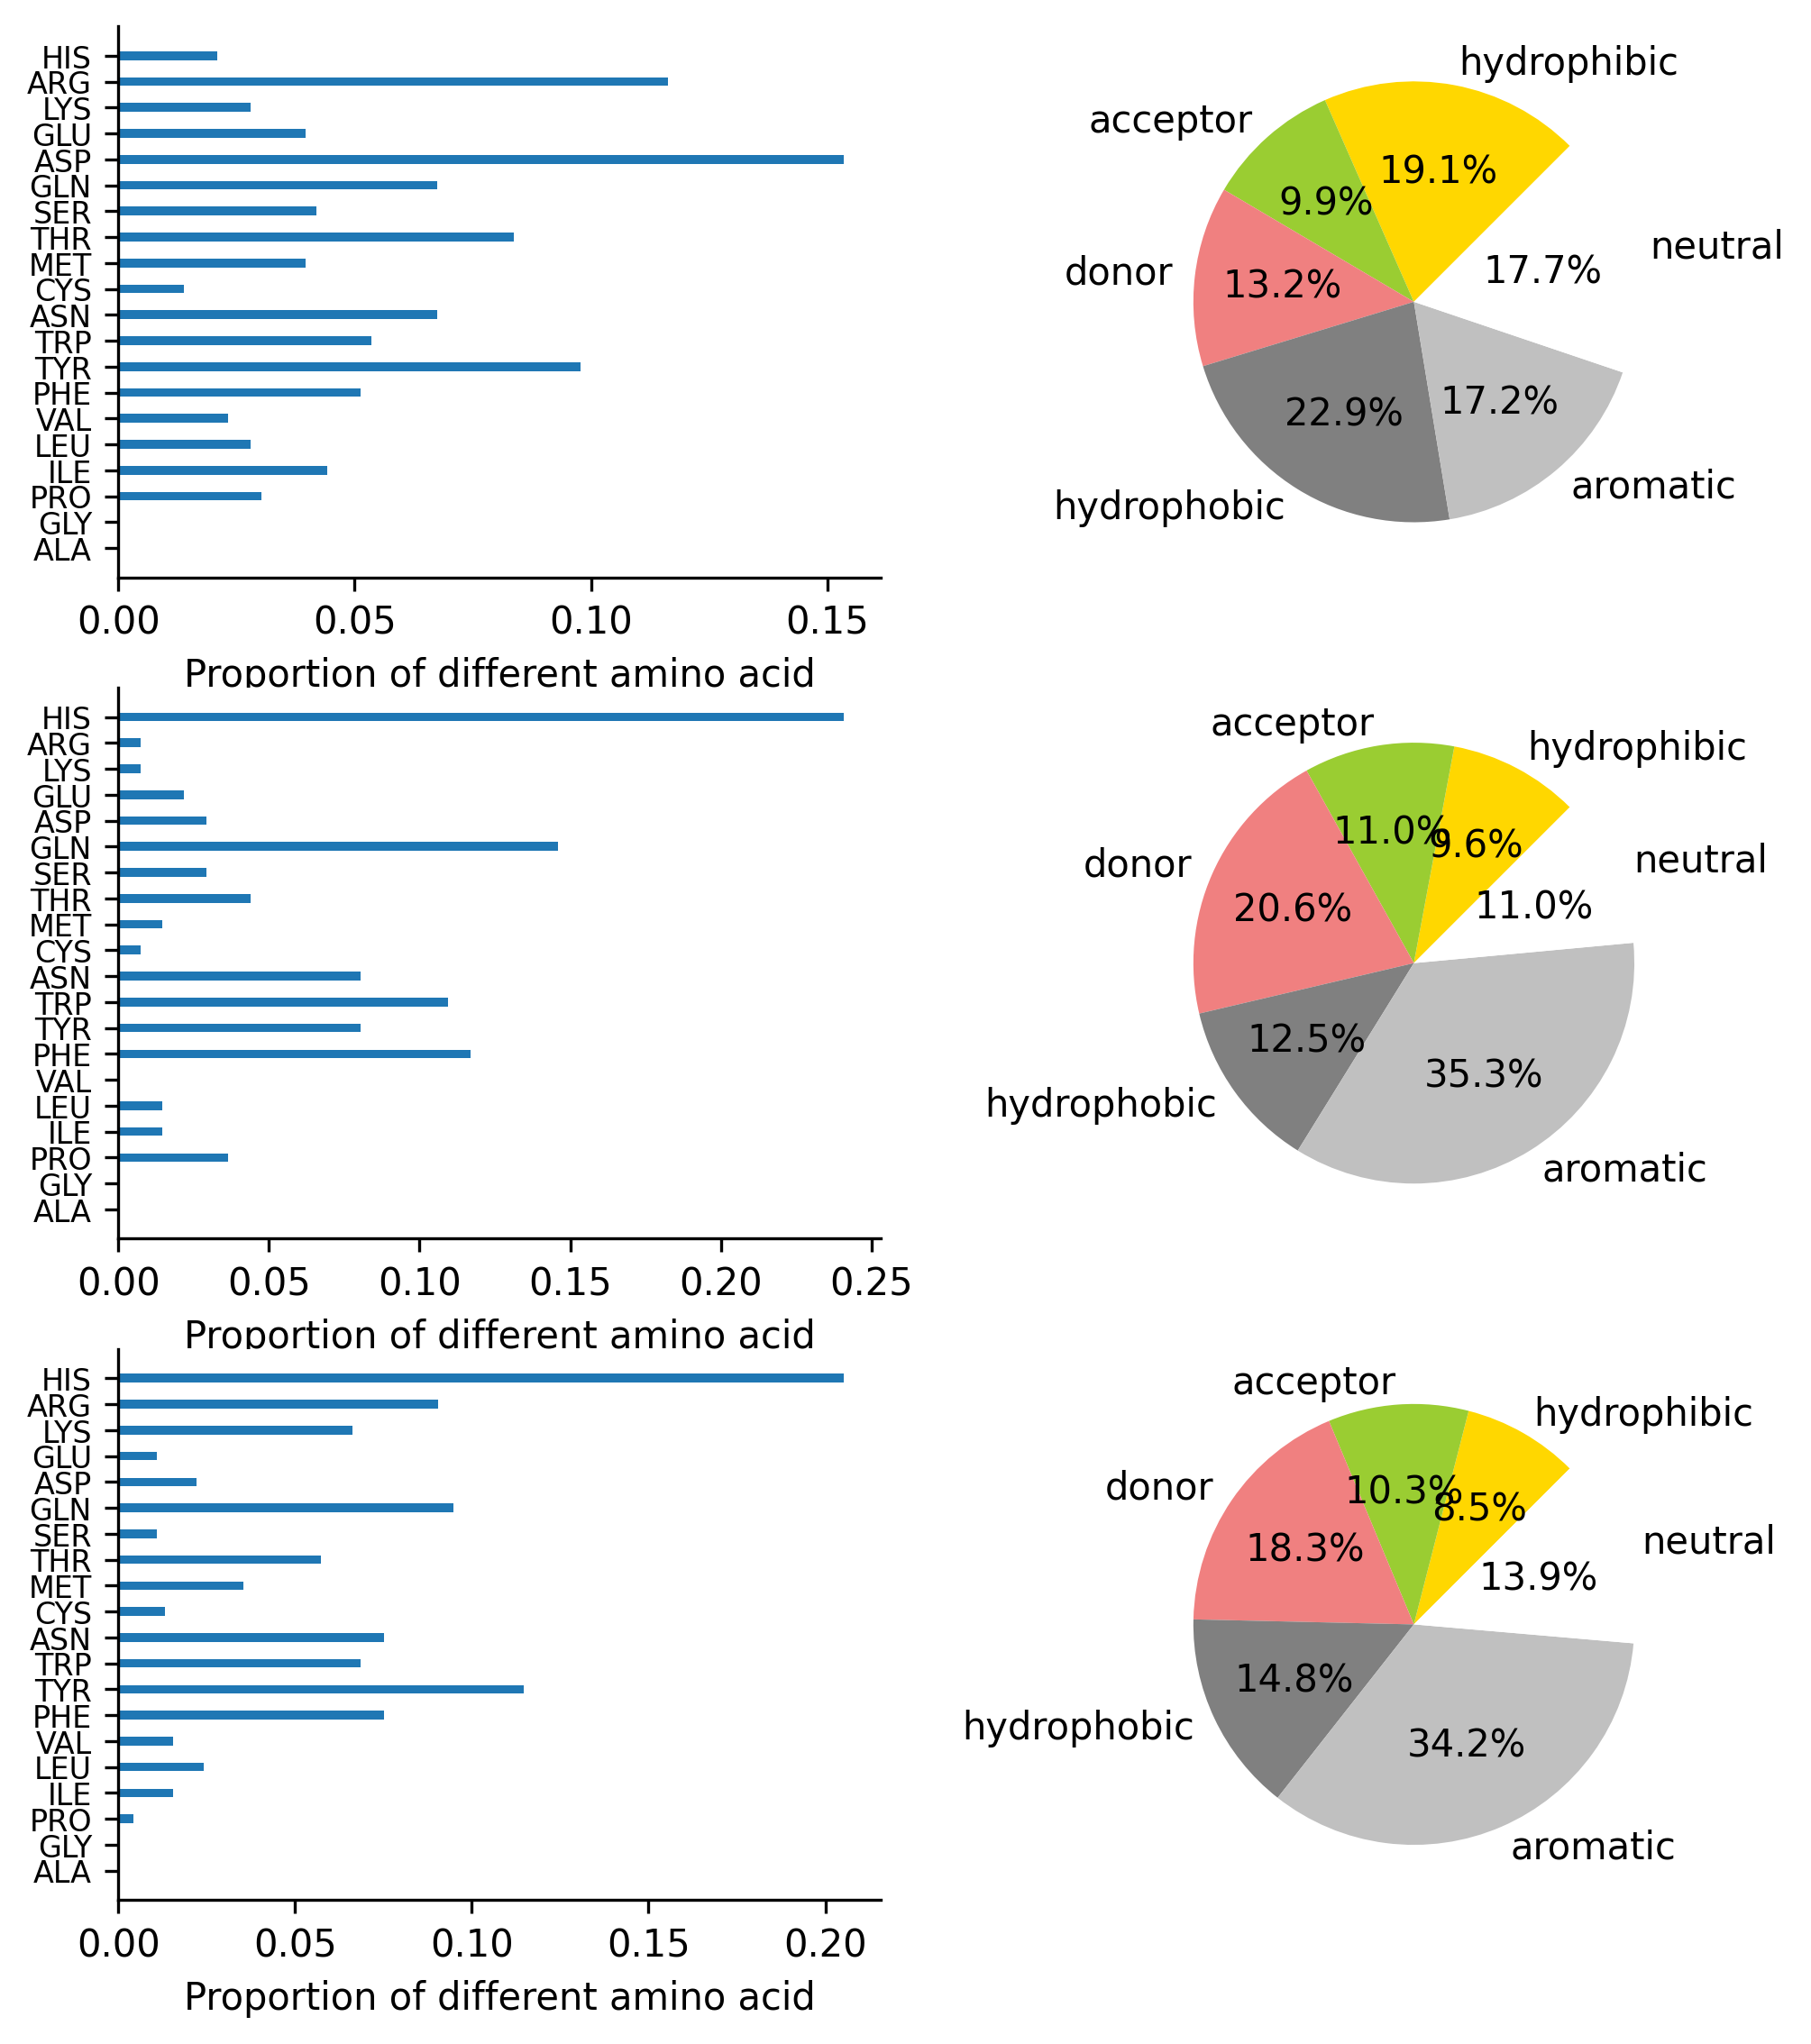 HIS
ARG
LYS
GLU
ASP
GLN
SER
THR
MET
CYS
ASN
TRP
TYR
PHE
VAL
LEU
ILE
PRO
GLY
ALA
0.00 0.05 0.10 0.15
Proportion of different amino acid
hydrophibic
acceptor
19.1%
9.9%
neutral
17.7%
donor
13.2%
22.9%
17.2%
aromatic
hydrophobic
HIS
ARG
LYS
GLU
ASP
GLN
SER
THR
MET
CYS
ASN
TRP
TYR
PHE
VAL
LEU
ILE
PRO
GLY
ALA
0.00 0.05 0.10 0.15 0.20 0.25
Proportion of different amino acid
acceptor
hydrophibic
11.0%
9.6%
neutral
donor
20.6%
11.0%
12.5%
35.3%
hydrophobic
aromatic
HIS
ARG
LYS
GLU
ASP
GLN
SER
THR
MET
CYS
ASN
TRP
TYR
PHE
VAL
LEU
ILE
PRO
GLY
ALA
0.00 0.05 0.10 0.15 0.20
Proportion of different amino acid
acceptor
hydrophibic
donor
10.3%
8.5%
neutral
18.3%
13.9%
14.8%
hydrophobic
34.2%
aromatic